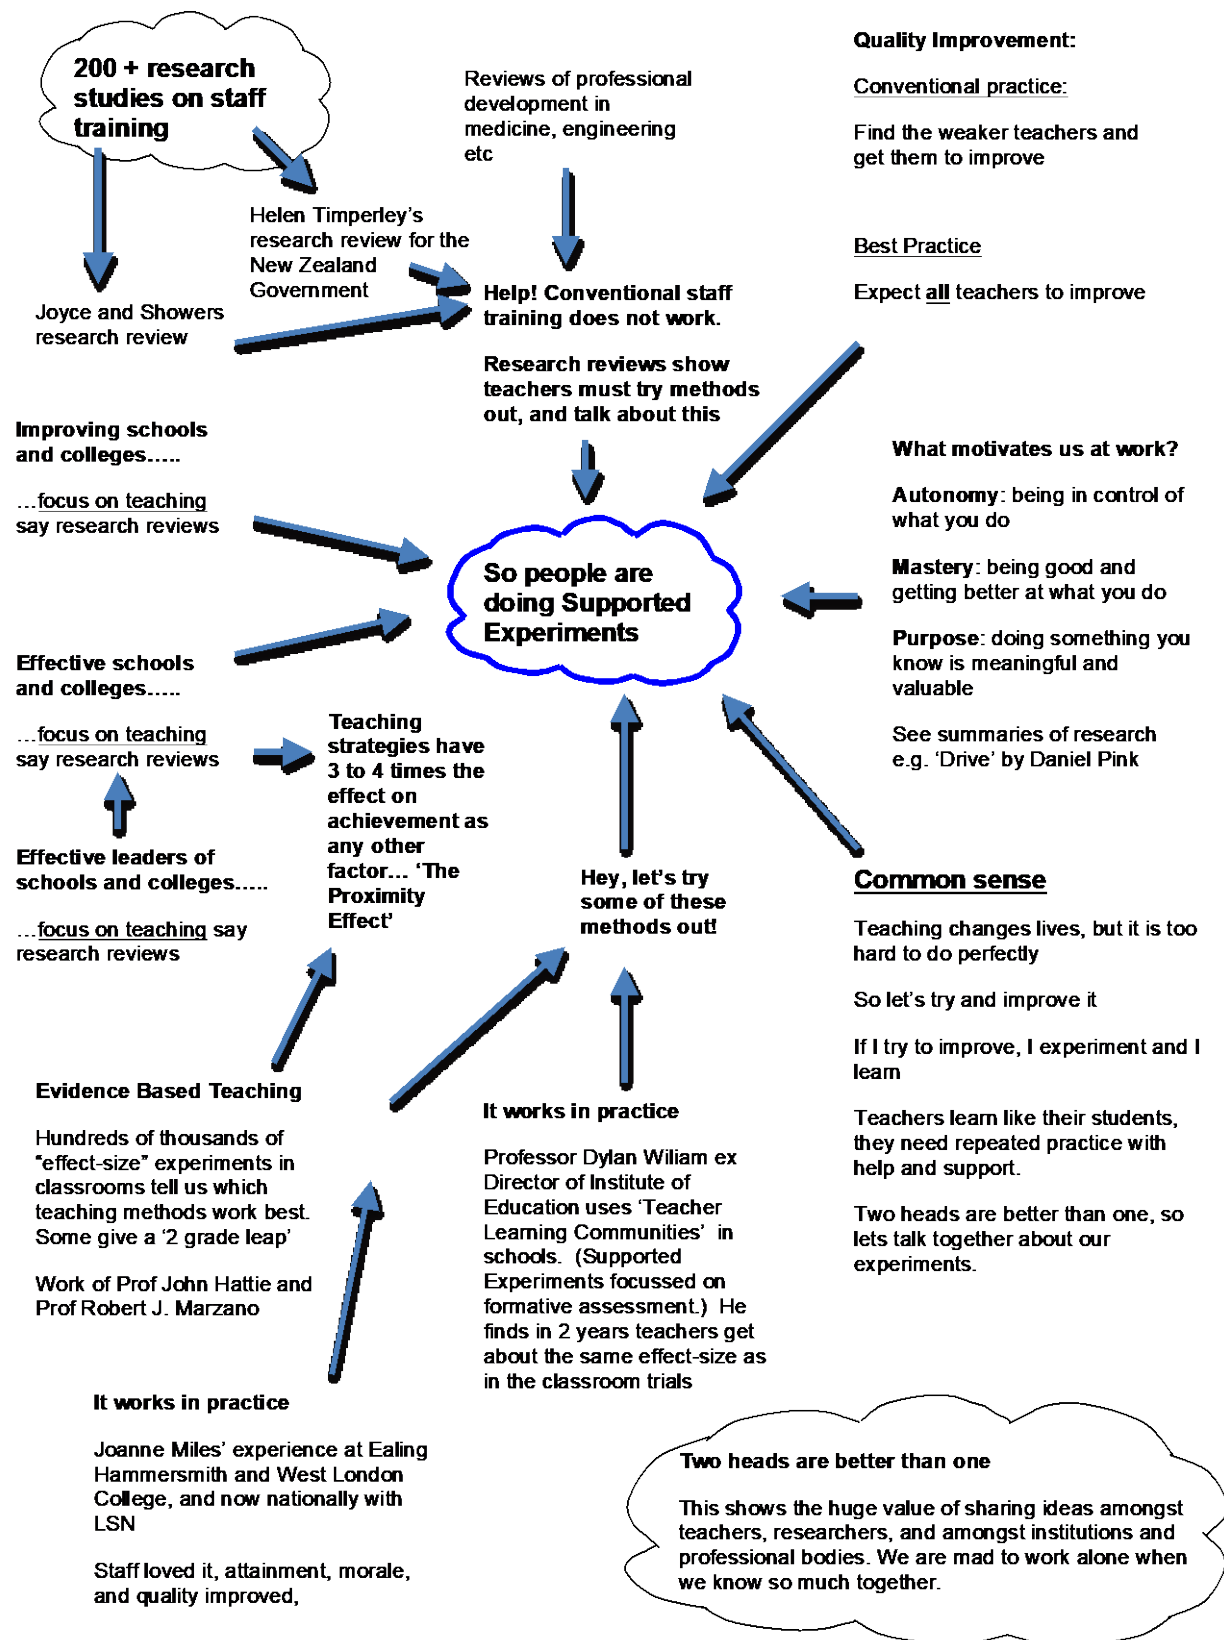 200 + research
studies on staff
training
Reviews of professional
development in
medicine, engineering
etc
Quality Improvement:
Conventional practice:
Find the weaker teachers and
get them to improve
Best Practice
Expect all teachers to improve
Helen Timperley's
research review for the
New Zealand
Government
Joyce and Showers
research review
Help! Conventional staff
training does not work.
Research reviews show
teachers must try methods
out, and talk about this
Improving schools
and colleges…..
…focus on teaching
say research reviews
What motivates us at work?
Autonomy: being in control of
what you do
Mastery: being good and
getting better at what you do
Purpose: doing something you
know is meaningful and
valuable
See summaries of research
e.g. 'Drive' by Daniel Pink
So people are
doing Supported
Experiments
Effective schools
and colleges…..
…focus on teaching
say research reviews
Teaching
strategies have
3 to 4 times the
effect on
achievement as
any other
factor… 'The
Proximity
Effect'
Effective leaders of
schools and colleges…..
…focus on teaching say
research reviews
Hey, let's try
some of these
methods out!
Common sense
Teaching changes lives, but it is too
hard to do perfectly
So let's try and improve it
If I try to improve, I experiment and I
learn
Teachers learn like their students,
they need repeated practice with
help and support.
Two heads are better than one, so
lets talk together about our
experiments.
Evidence Based Teaching
Hundreds of thousands of
"effect-size" experiments in
classrooms tell us which
teaching methods work best.
Some give a '2 grade leap'
Work of Prof John Hattie and
Prof Robert J. Marzano
It works in practice
Professor Dylan Wiliam ex
Director of Institute of
Education uses 'Teacher
Learning Communities' in
schools. (Supported
Experiments focussed on
formative assessment.) He
finds in 2 years teachers get
about the same effect-size as
in the classroom trials
It works in practice
Joanne Miles' experience at Ealing
Hammersmith and West London
College, and now nationally with
LSN
Staff loved it, attainment, morale,
and quality improved,
Two heads are better than one
This shows the huge value of sharing ideas amongst
teachers, researchers, and amongst institutions and
professional bodies. We are mad to work alone when
we know so much together.